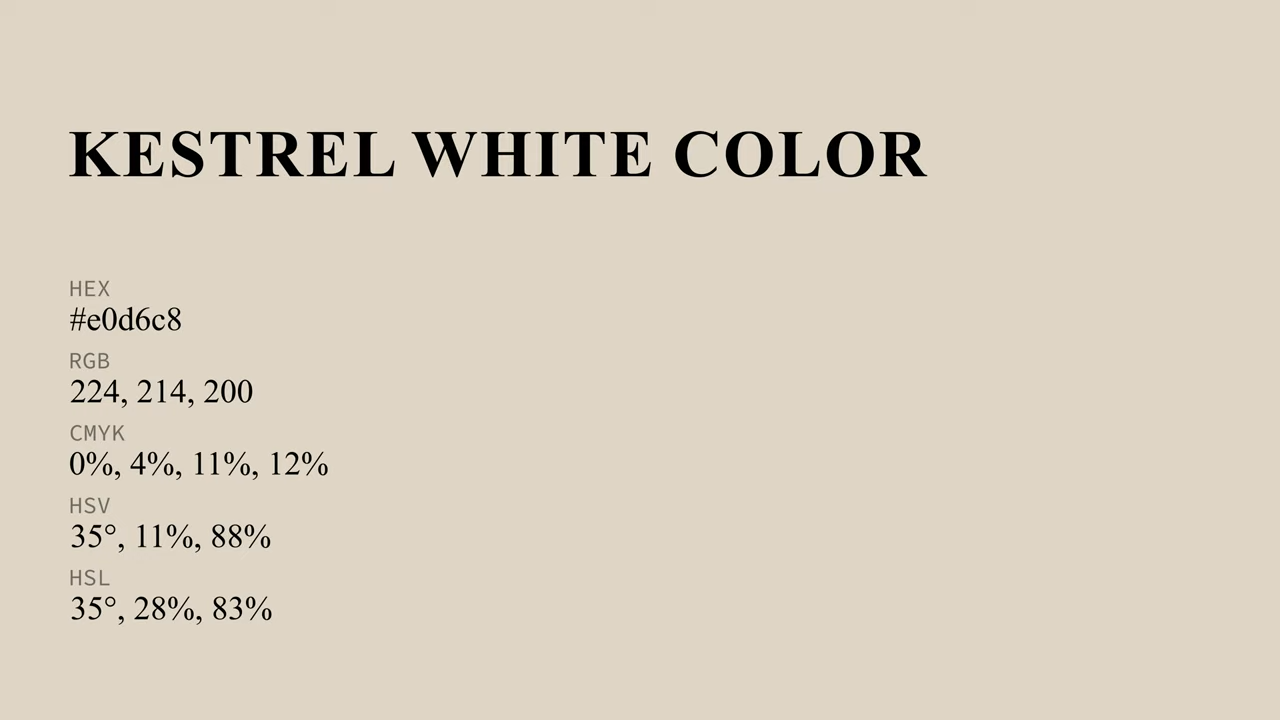 KESTREL WHITE COLOR
HEX
#e0d6c8
RGB
224, 214, 200
CMYK
0%, 4%, 11%, 12%
HSV
35°, 11%, 88%
HSL
35°, 28%, 83%